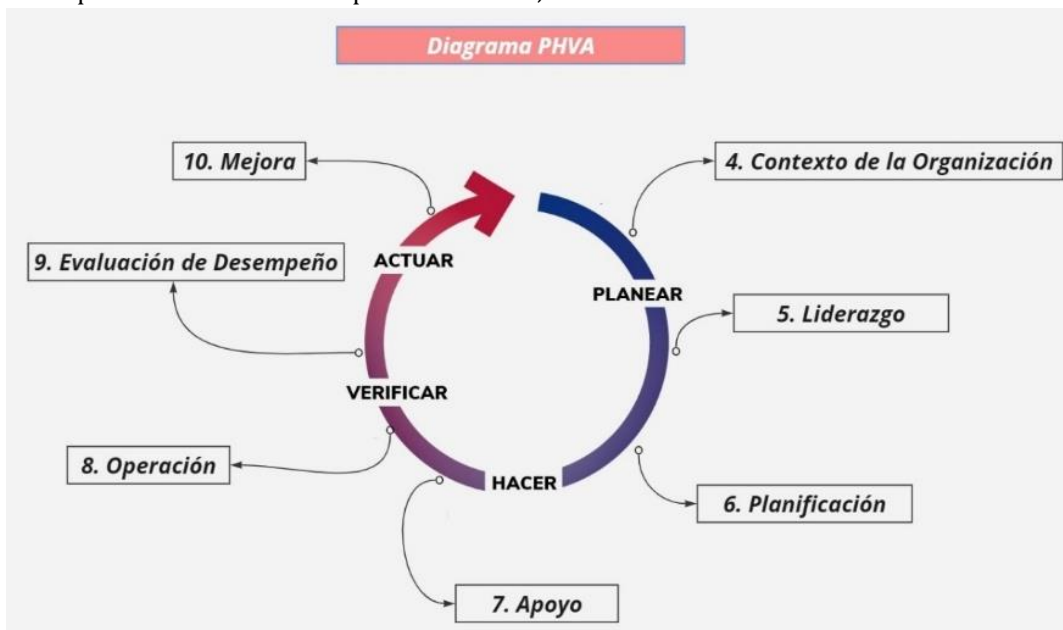 Diagrama PHVA
10. Mejora
4. Contexto de la Organización
9. Evaluación de Desempeño
ACTUAR
PLANEAR
5. Liderazgo
VERIFICAR
8. Operación
HACER
6. Planificación
7. Apoyo